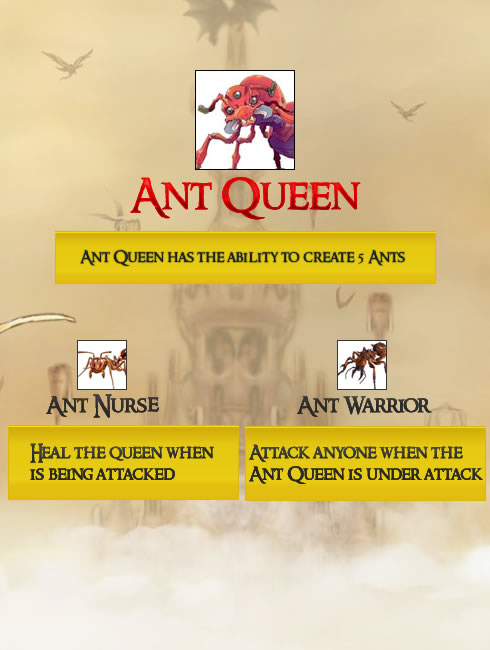 Ant Queen
Ant Queen has the ability to create 5 Ants
Ant Nurse
Heal the queen when
is being attacked
Ant Warrior
Attack anyone when the
Ant Queen is under attack